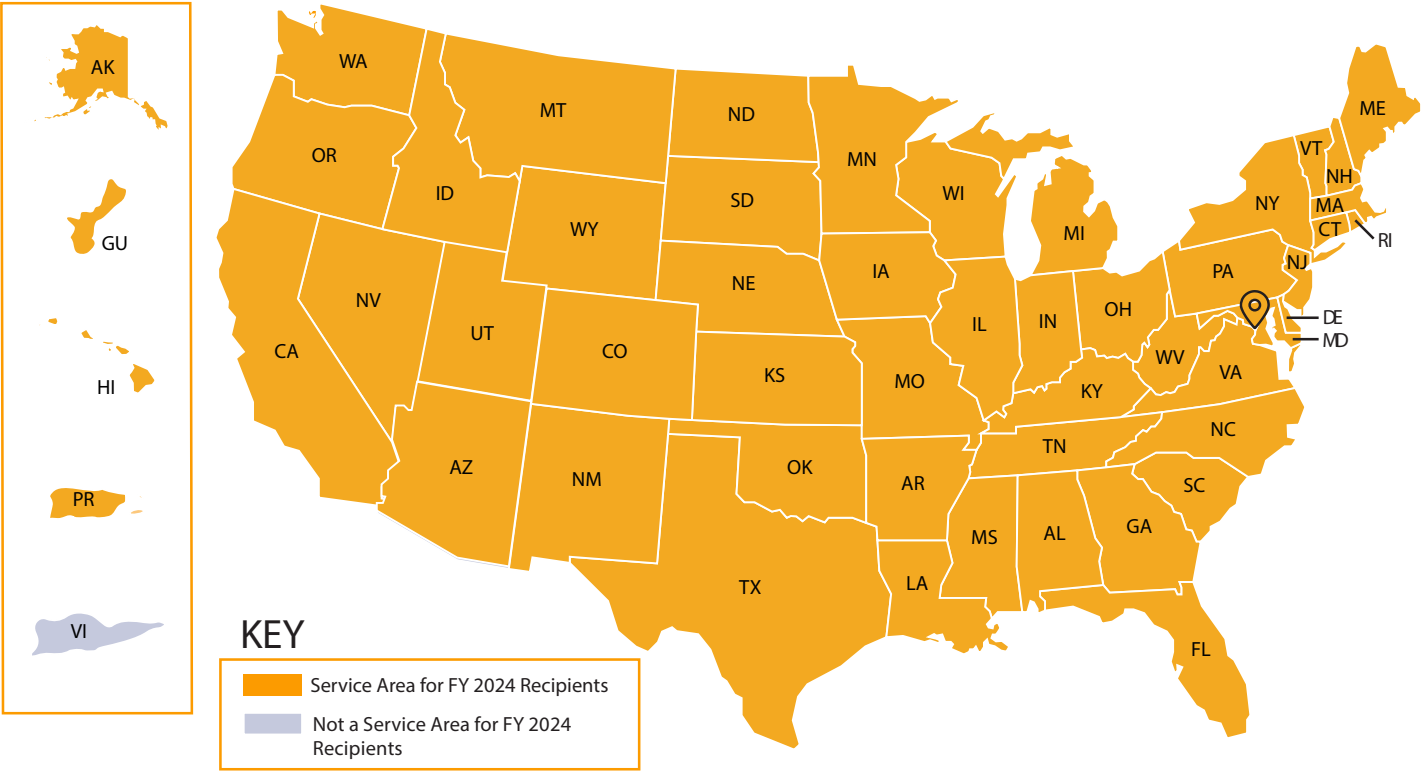 AK
GU
HI
PR
VI
WA
OR
CA
NV
ID
MT
WY
UT
AZ
CO
NM
ND
SD
NE
KS
OK
TX
MN
IA
MO
AR
LA
WI
IL
MI
IN
OH
KY
TN
MS
AL
GA
FL
SC
NC
VA
WV
PA
NY
NJ
VT
NH
ME
MA
CT
RI
DE
MD
KEY
Service Area for FY 2024 Recipients
Not a Service Area for FY 2024
Recipients